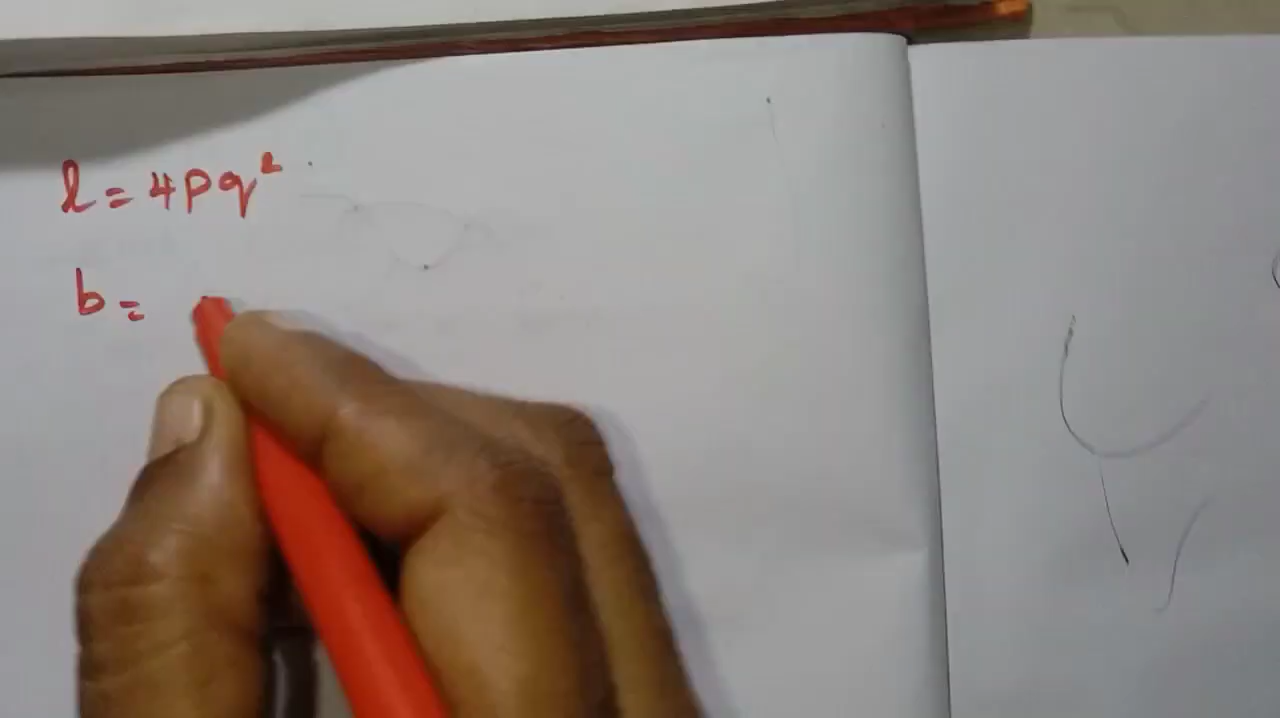 l = 4pq²
b =